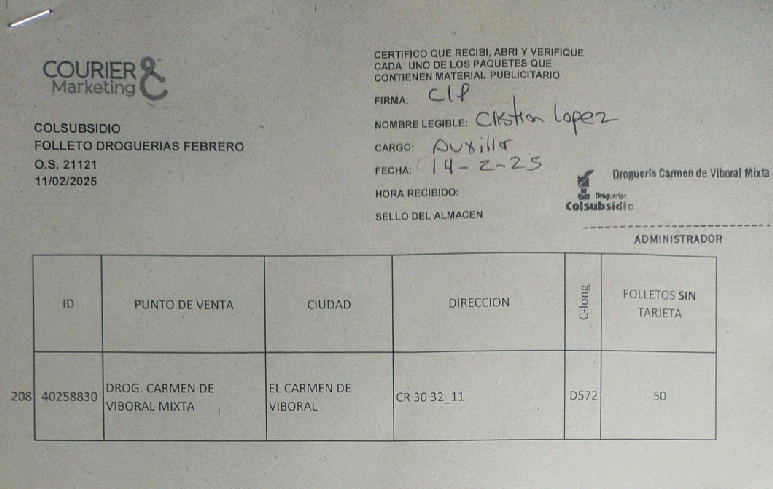 COURIER &
Marketing
COLSUBSIDIO
FOLLETO DROGUERIAS FEBRERO
O.S. 21121
11/02/2025
CERTIFICO QUE RECIBI, ABRI Y VERIFIQUE
CADA UNO DE LOS PAQUETES QUE
CONTIENEN MATERIAL PUBLICITARIO
FIRMA: ClP
NOMBRE LEGIBLE: Cristian Lopez
CARGO: Auxiliar
FECHA: 14-2-25
HORA RECIBIDO:
SELLO DEL ALMACEN
Droguería Carmen de Viboral Mixta
Droguerías
Colsubsidio
ADMINISTRADOR
ID PUNTO DE VENTA CIUDAD DIRECCION C-long FOLLETOS SIN
TARJETA
208 40258830 DROG. CARMEN DE EL CARMEN DE CR 30 32_11 D572 50
VIBORAL MIXTA VIBORAL